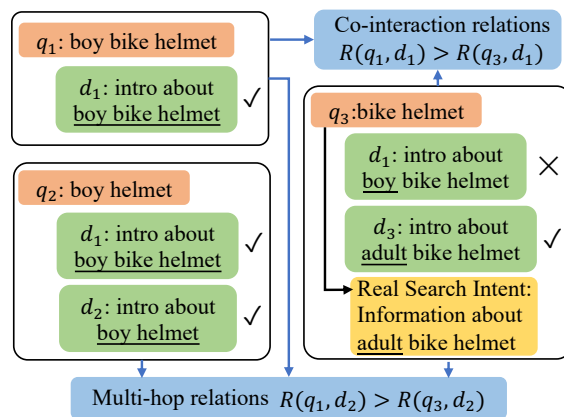 q₁: boy bike helmet
d₁: intro about
boy bike helmet ✓
q₂: boy helmet
d₁: intro about
boy bike helmet ✓
d₂: intro about
boy helmet ✓
Co-interaction relations
R(q₁, d₁) > R(q₃, d₁)
q₃:bike helmet
d₁: intro about
boy bike helmet ×
d₃: intro about
adult bike helmet ✓
Real Search Intent:
Information about
adult bike helmet
Multi-hop relations R(q₁, d₂) > R(q₃, d₂)